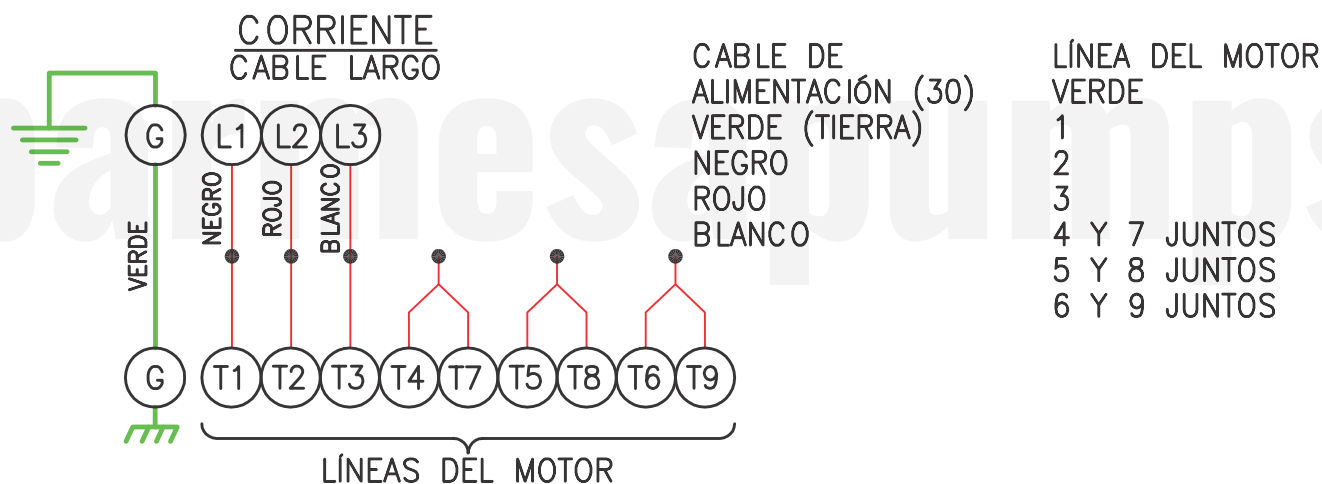 CORRIENTE
CABLE LARGO
G L1 L2 L3
VERDE
NEGRO
ROJO
BLANCO
G T1 T2 T3 T4 T7 T5 T8 T6 T9
LÍNEAS DEL MOTOR
CABLE DE
ALIMENTACIÓN (30)
VERDE (TIERRA)
NEGRO
ROJO
BLANCO
LÍNEA DEL MOTOR
VERDE
1
2
3
4 Y 7 JUNTOS
5 Y 8 JUNTOS
6 Y 9 JUNTOS
barmesapumps